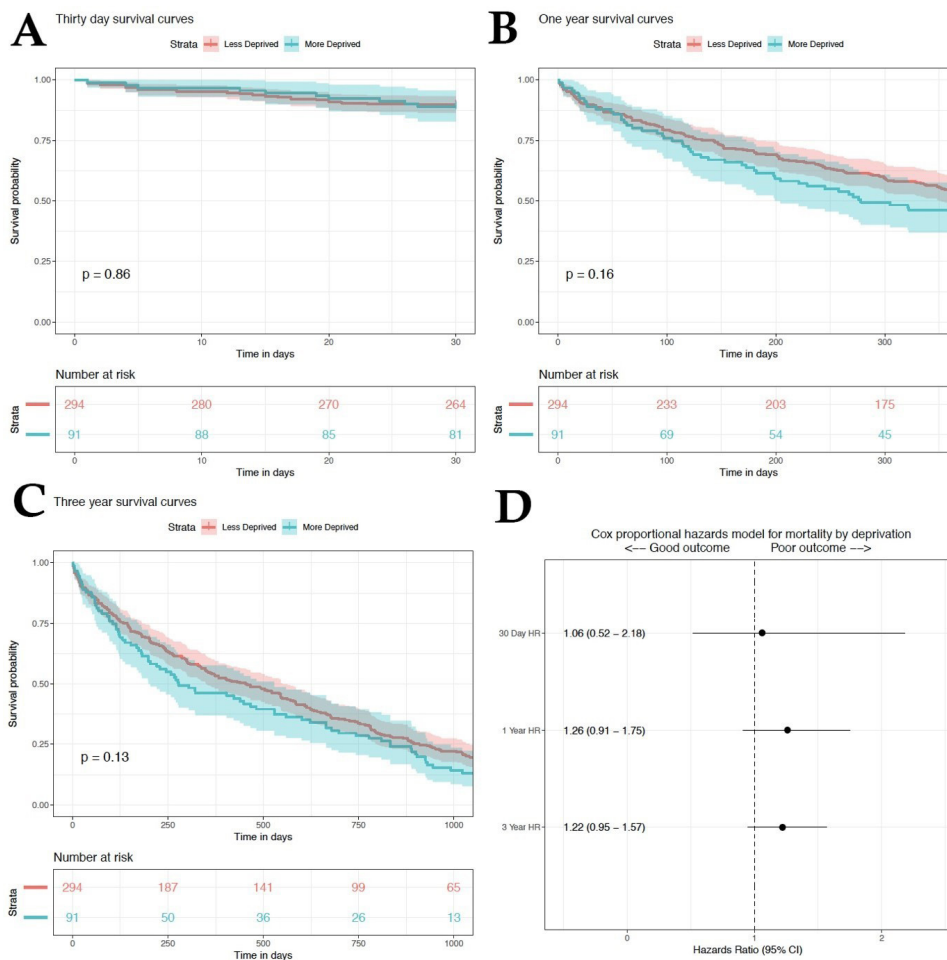 A
Thirty day survival curves
Strata Less Deprived More Deprived
1.00
0.75
0.50
0.25
0.00
Survival probability
p = 0.86
0 10 20 30
Time in days
Number at risk
Strata
294 280 270 264
91 88 85 81
0 10 20 30
Time in days
B
One year survival curves
Strata Less Deprived More Deprived
1.00
0.75
0.50
0.25
0.00
Survival probability
p = 0.16
0 100 200 300
Time in days
Number at risk
Strata
294 233 203 175
91 69 54 45
0 100 200 300
Time in days
C
Three year survival curves
Strata Less Deprived More Deprived
1.00
0.75
0.50
0.25
0.00
Survival probability
p = 0.13
0 250 500 750 1000
Time in days
Number at risk
Strata
294 187 141 99 65
91 50 36 26 13
0 250 500 750 1000
Time in days
D
Cox proportional hazards model for mortality by deprivation
<-- Good outcome Poor outcome -->
30 Day HR 1.06 (0.52 − 2.18)
1 Year HR 1.26 (0.91 − 1.75)
3 Year HR 1.22 (0.95 − 1.57)
0 1 2
Hazards Ratio (95% CI)